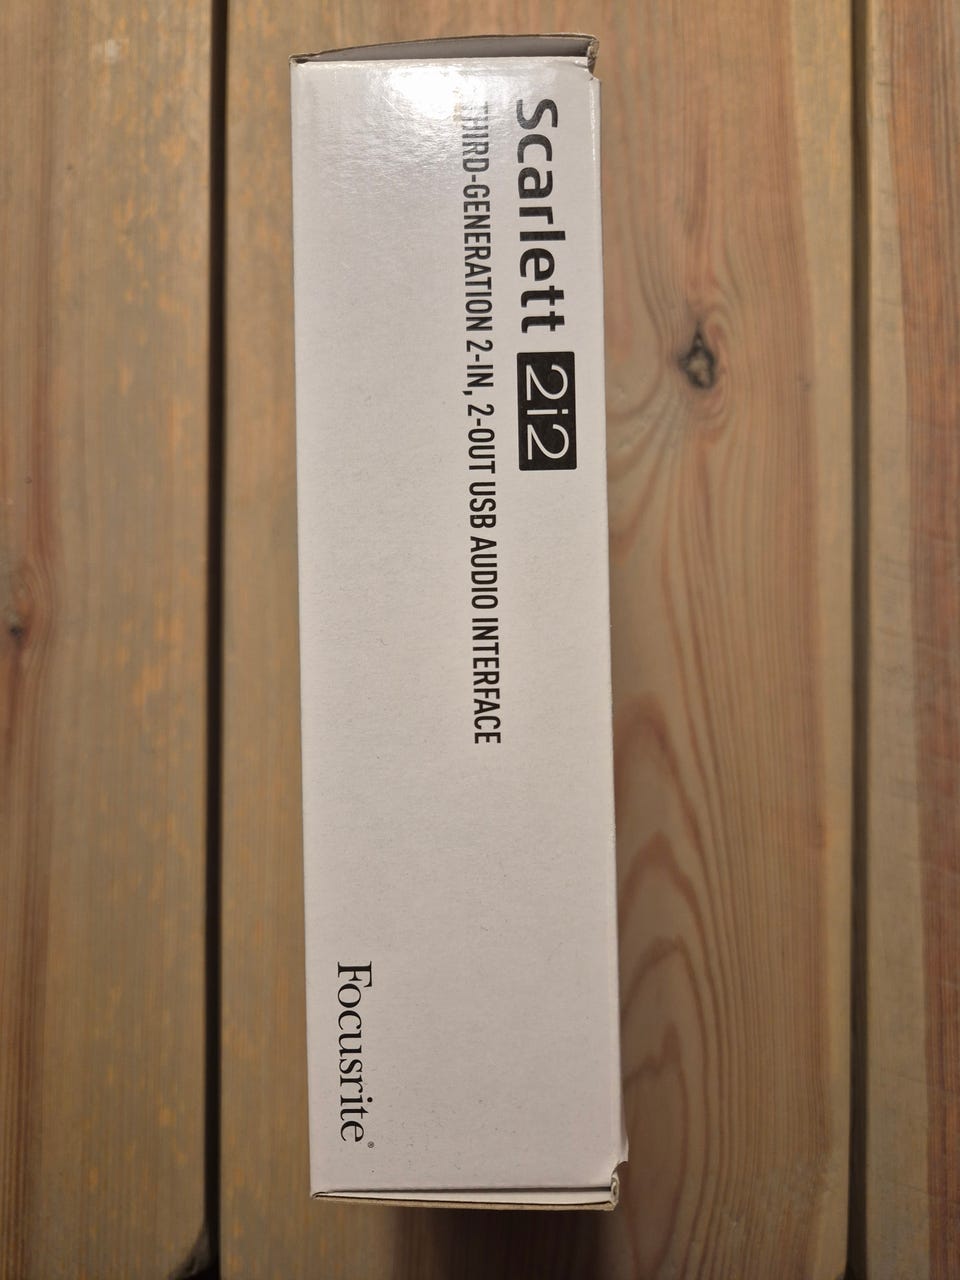 Scarlett 2i2
THIRD-GENERATION 2-IN, 2-OUT USB AUDIO INTERFACE
Focusrite®